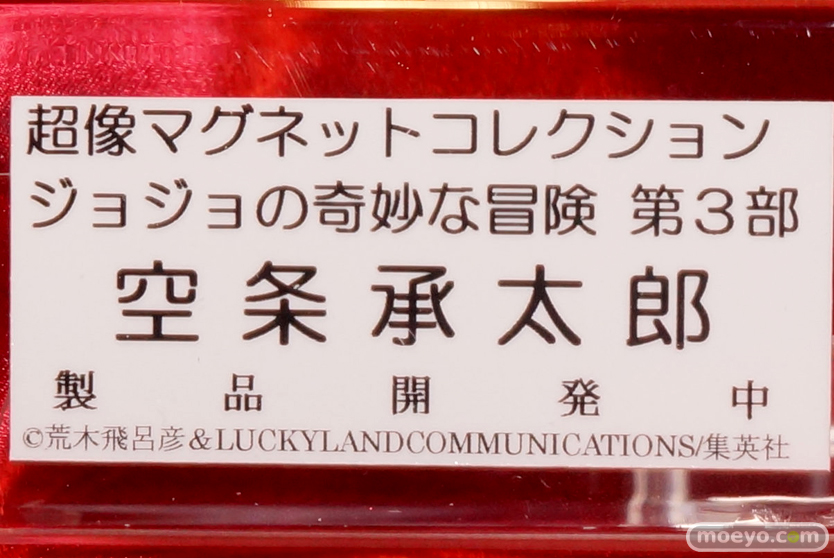 超像マグネットコレクション
ジョジョの奇妙な冒険 第3部
空条承太郎
製品開発中
©荒木飛呂彦&LUCKYLANDCOMMUNICATIONS/集英社
moeyo.com